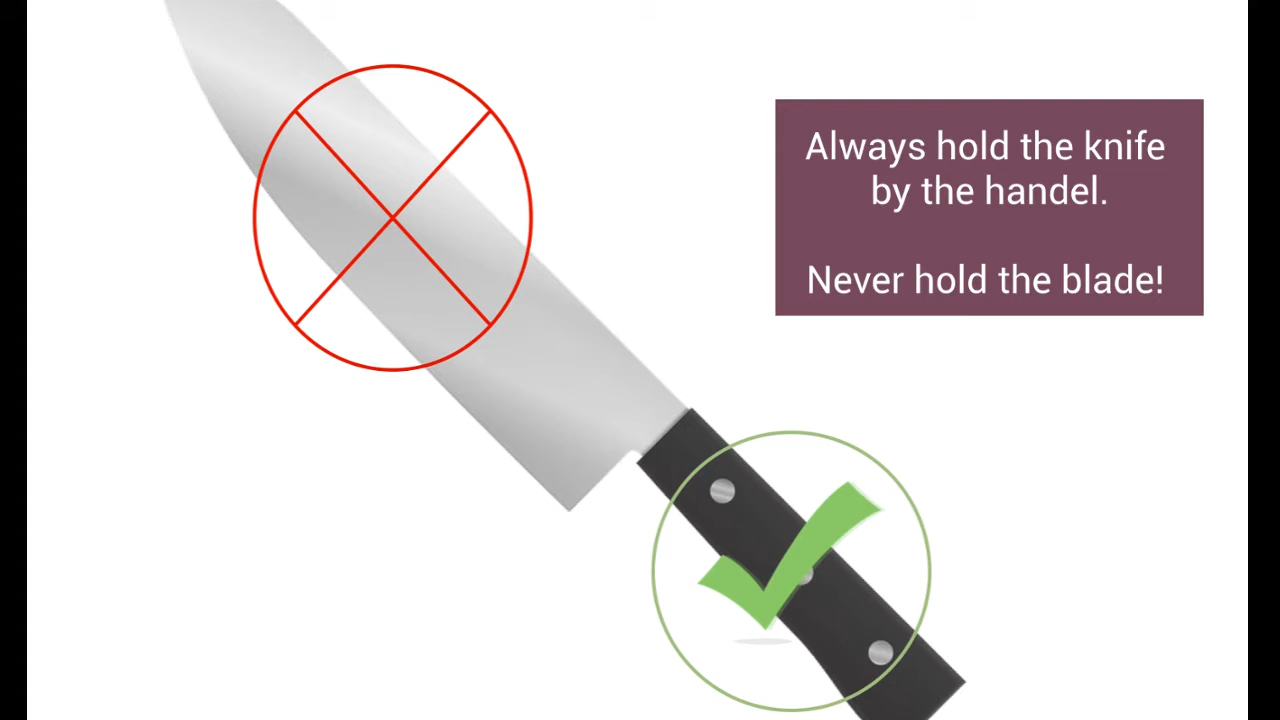 Always hold the knife
by the handel.
Never hold the blade!